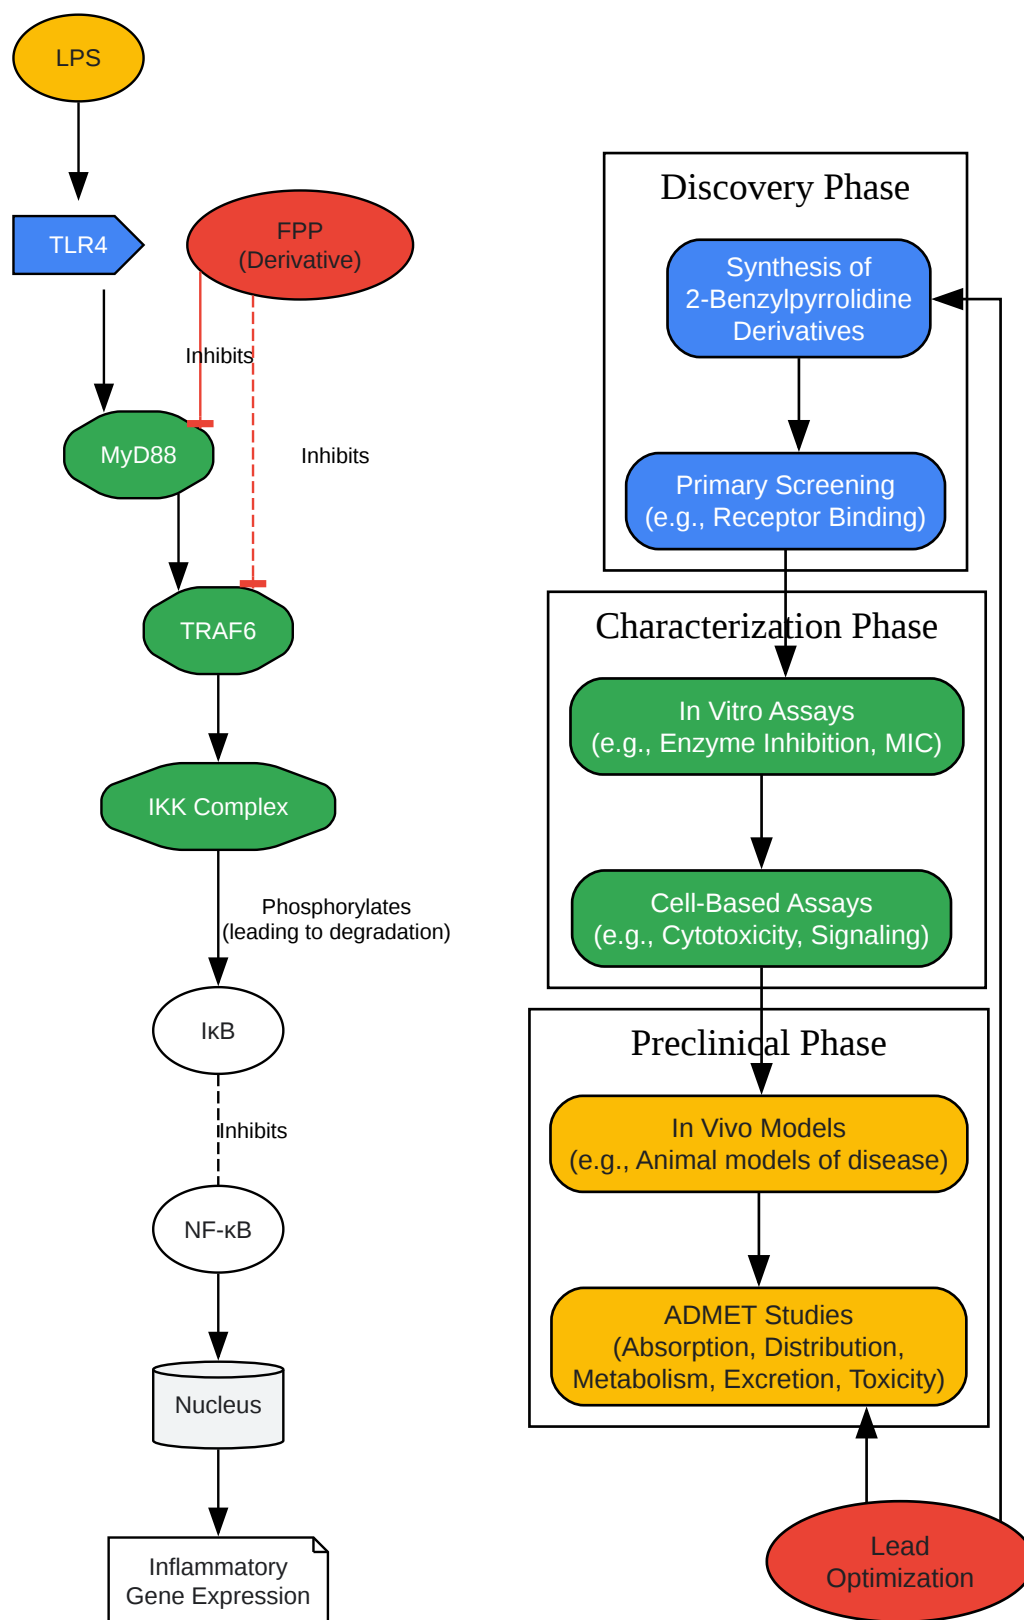 LPS
TLR4
FPP
(Derivative)
Inhibits
MyD88
Inhibits
TRAF6
IKK Complex
Phosphorylates
(leading to degradation)
IκB
Inhibits
NF-κB
Nucleus
Inflammatory
Gene Expression
Discovery Phase
Synthesis of
2-Benzylpyrrolidine
Derivatives
Primary Screening
(e.g., Receptor Binding)
Characterization Phase
In Vitro Assays
(e.g., Enzyme Inhibition, MIC)
Cell-Based Assays
(e.g., Cytotoxicity, Signaling)
Preclinical Phase
In Vivo Models
(e.g., Animal models of disease)
ADMET Studies
(Absorption, Distribution,
Metabolism, Excretion, Toxicity)
Lead
Optimization